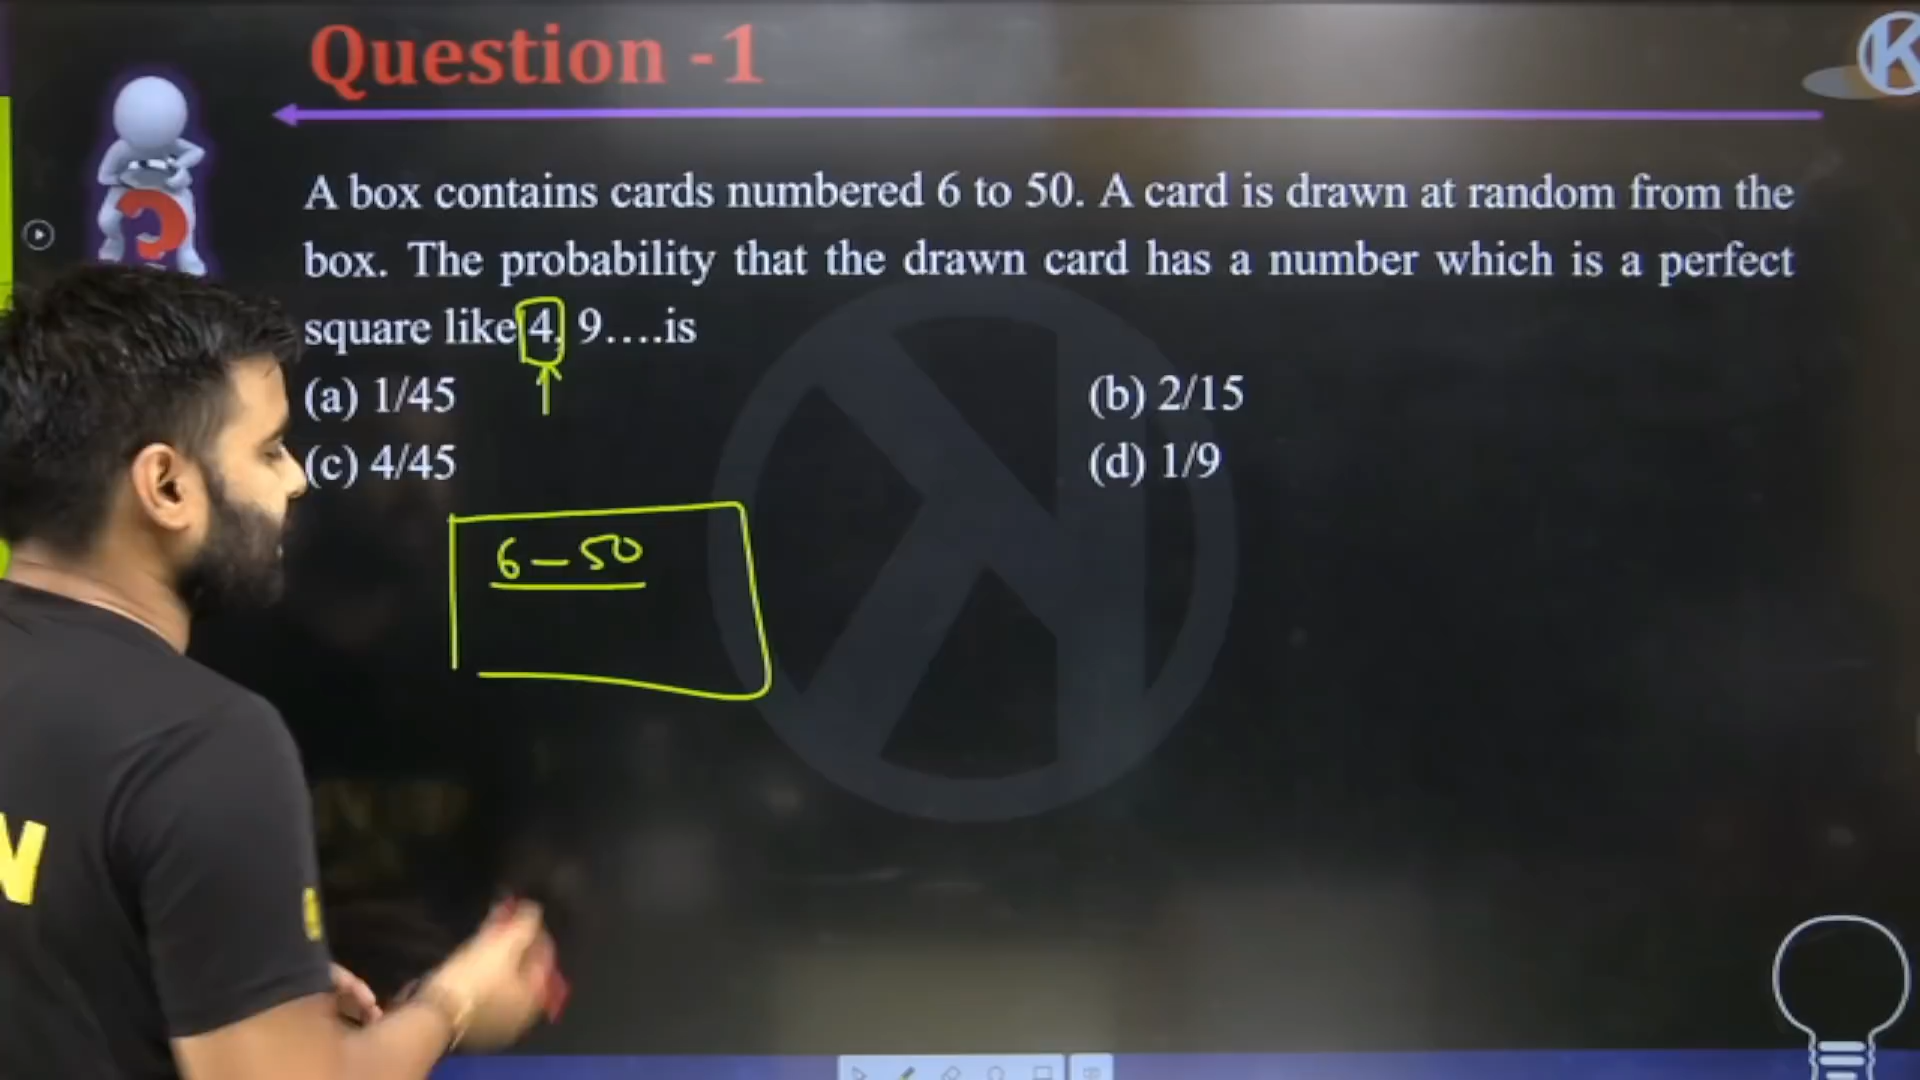 Question -1
A box contains cards numbered 6 to 50. A card is drawn at random from the
box. The probability that the drawn card has a number which is a perfect
square like 4, 9....is
(a) 1/45
(b) 2/15
(c) 4/45
(d) 1/9
6 – 50
K
W